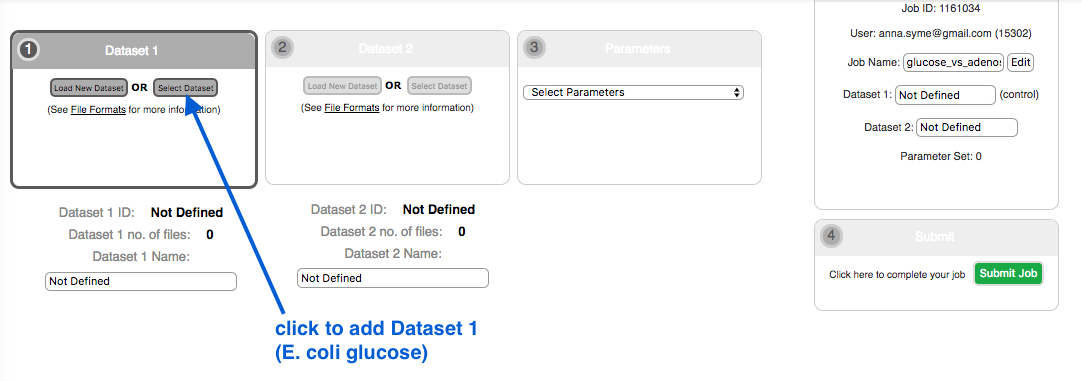 1 Dataset 1
Load New Dataset OR Select Dataset
(See File Formats for more information)
Dataset 1 ID: Not Defined
Dataset 1 no. of files: 0
Dataset 1 Name:
Not Defined
2 Dataset 2
Load New Dataset OR Select Dataset
(See File Formats for more information)
Dataset 2 ID: Not Defined
Dataset 2 no. of files: 0
Dataset 2 Name:
Not Defined
click to add Dataset 1
(E. coli glucose)
3 Parameters
Select Parameters
Job ID: 1161034
User: anna.syme@gmail.com (15302)
Job Name: glucose_vs_adenos Edit
Dataset 1: Not Defined (control)
Dataset 2: Not Defined
Parameter Set: 0
4 Submit
Click here to complete your job Submit Job